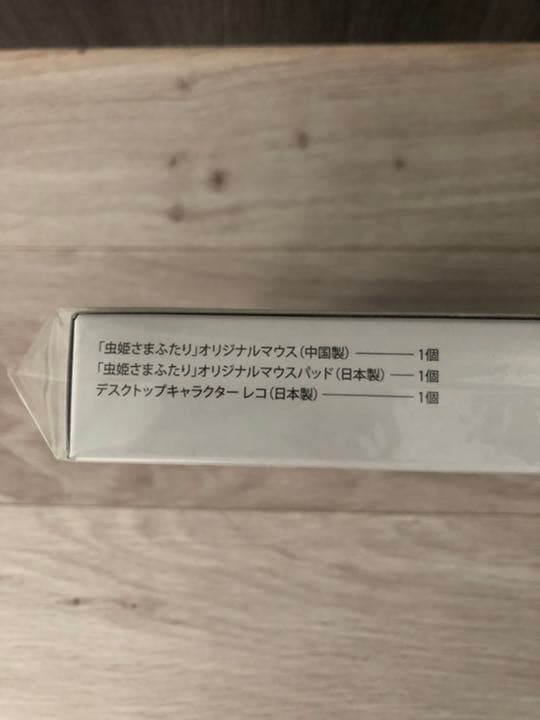 「虫姫さまふたり」オリジナルマウス(中国製) ———— 1個
「虫姫さまふたり」オリジナルマウスパッド(日本製) —— 1個
デスクトップキャラクター レコ(日本製) ———————— 1個